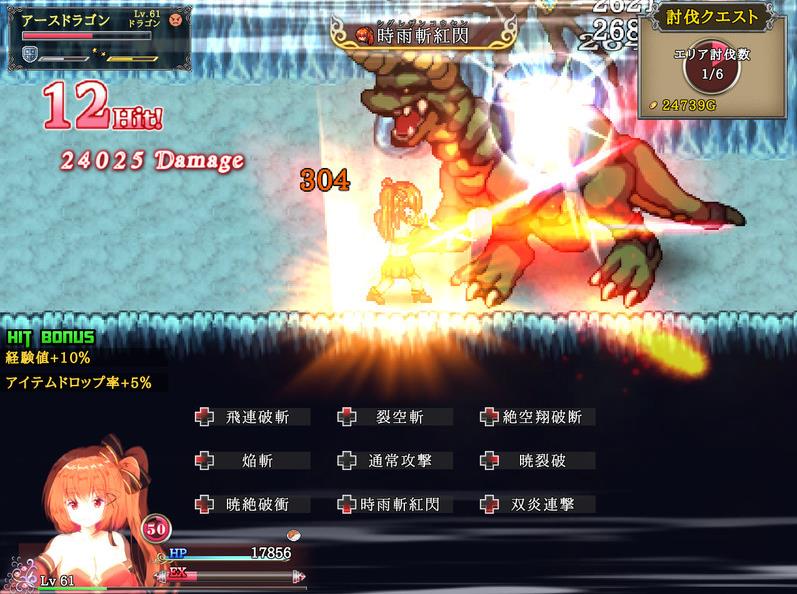 アースドラゴン
Lv.61
ドラゴン
シグレザンコウセン
時雨斬紅閃
討伐クエスト
エリア討伐数
1/6
24739G
12Hit!
24025 Damage
304
HIT BONUS
経験値+10%
アイテムドロップ率+5%
飛連破斬
裂空斬
絶空翔破断
焔斬
通常攻撃
暁裂破
暁絶破衝
時雨斬紅閃
双炎連撃
50
HP
17856
EX
Lv 61